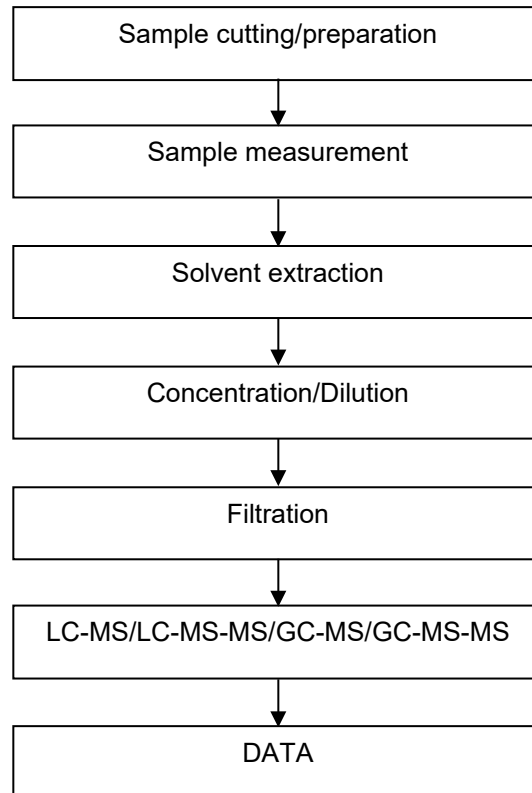 Sample cutting/preparation
Sample measurement
Solvent extraction
Concentration/Dilution
Filtration
LC-MS/LC-MS-MS/GC-MS/GC-MS-MS
DATA